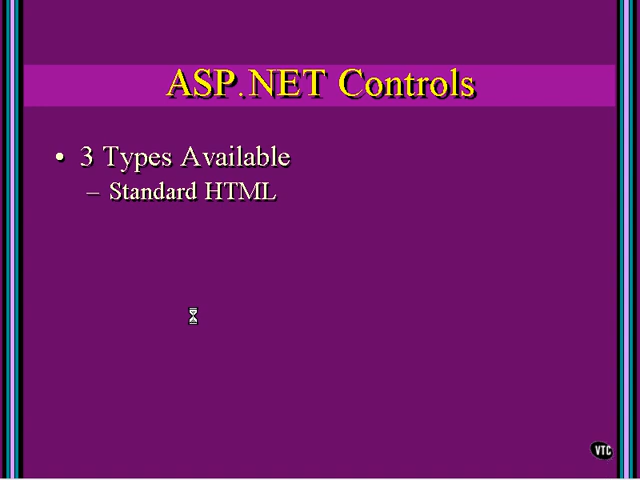 ASP.NET Controls
• 3 Types Available
– Standard HTML
VTC